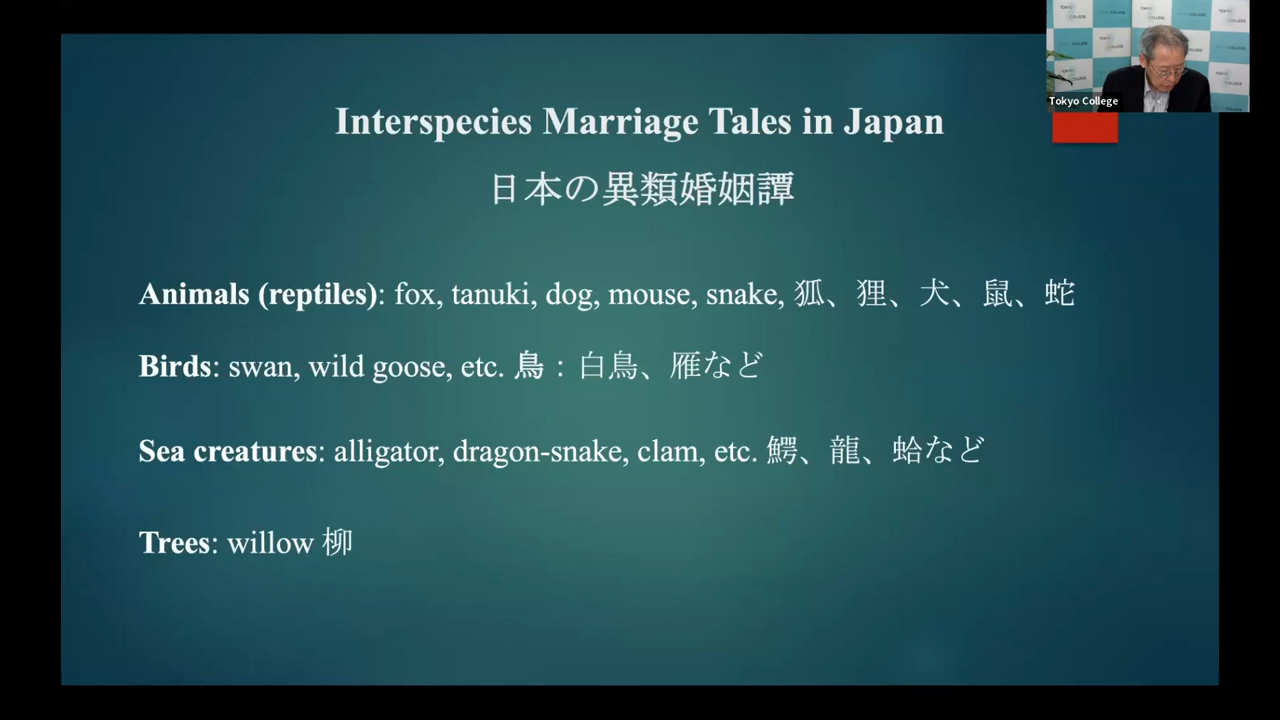 Interspecies Marriage Tales in Japan
日本の異類婚姻譚
Animals (reptiles): fox, tanuki, dog, mouse, snake, 狐、狸、犬、鼠、蛇
Birds: swan, wild goose, etc. 鳥：白鳥、雁など
Sea creatures: alligator, dragon-snake, clam, etc. 鰐、龍、蛤など
Trees: willow 柳
Tokyo College